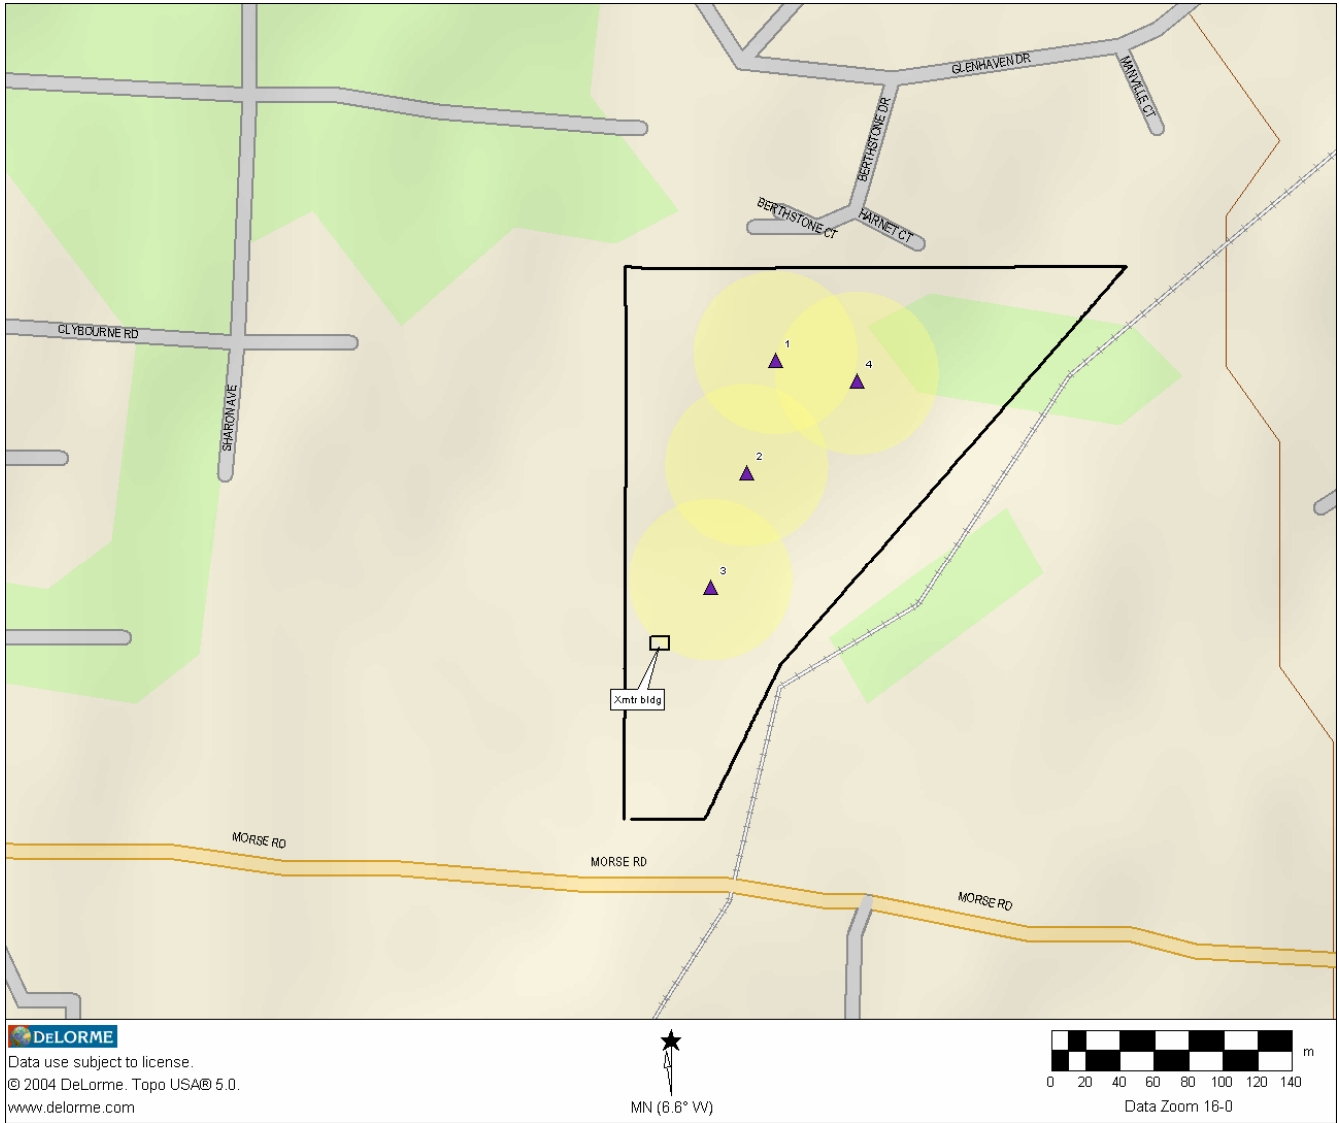 GLENHAVEN DR
MANVILLE CT
BERTHSTONE DR
BERTHSTONE CT
HARNET CT
GLYBOURNE RD
SHARON AVE
1
4
2
3
Xmtr bldg
MORSE RD
MORSE RD
MORSE RD
DELORME
Data use subject to license.
© 2004 DeLorme. Topo USA® 5.0.
www.delorme.com
MN (6.6° W)
m
0 20 40 60 80 100 120 140
Data Zoom 16-0